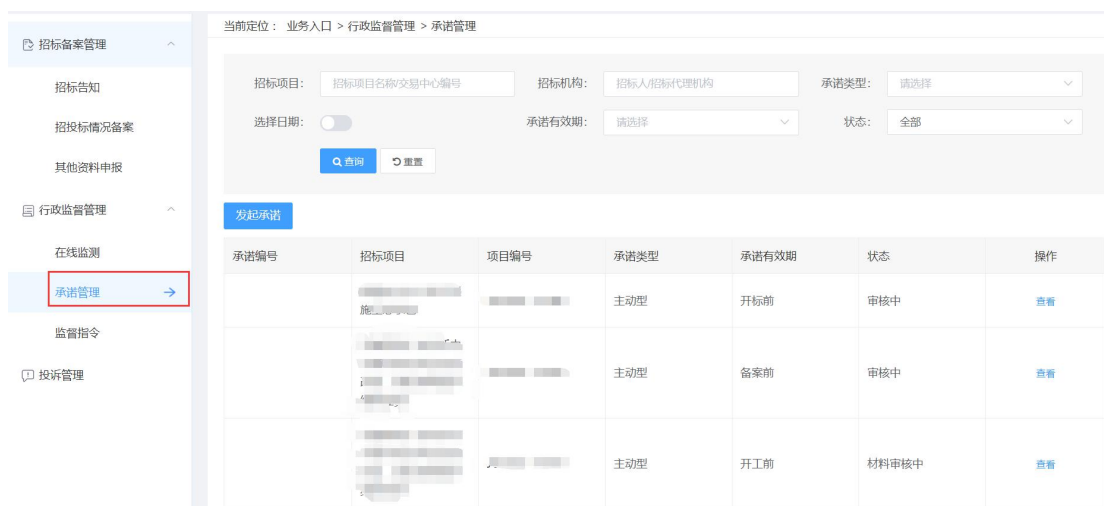 当前定位： 业务入口 > 行政监督管理 > 承诺管理
招标备案管理
招标告知
招投标情况备案
其他资料申报
行政监督管理
在线监测
承诺管理 →
监督指令
投诉管理
招标项目： 招标项目名称/交易中心编号 招标机构： 招标人/招标代理机构 承诺类型： 请选择
选择日期： 承诺有效期： 请选择 状态： 全部
查询 重置
发起承诺
承诺编号 招标项目 项目编号 承诺类型 承诺有效期 状态 操作
主动型 开标前 审核中 查看
主动型 备案前 审核中 查看
主动型 开工前 材料审核中 查看